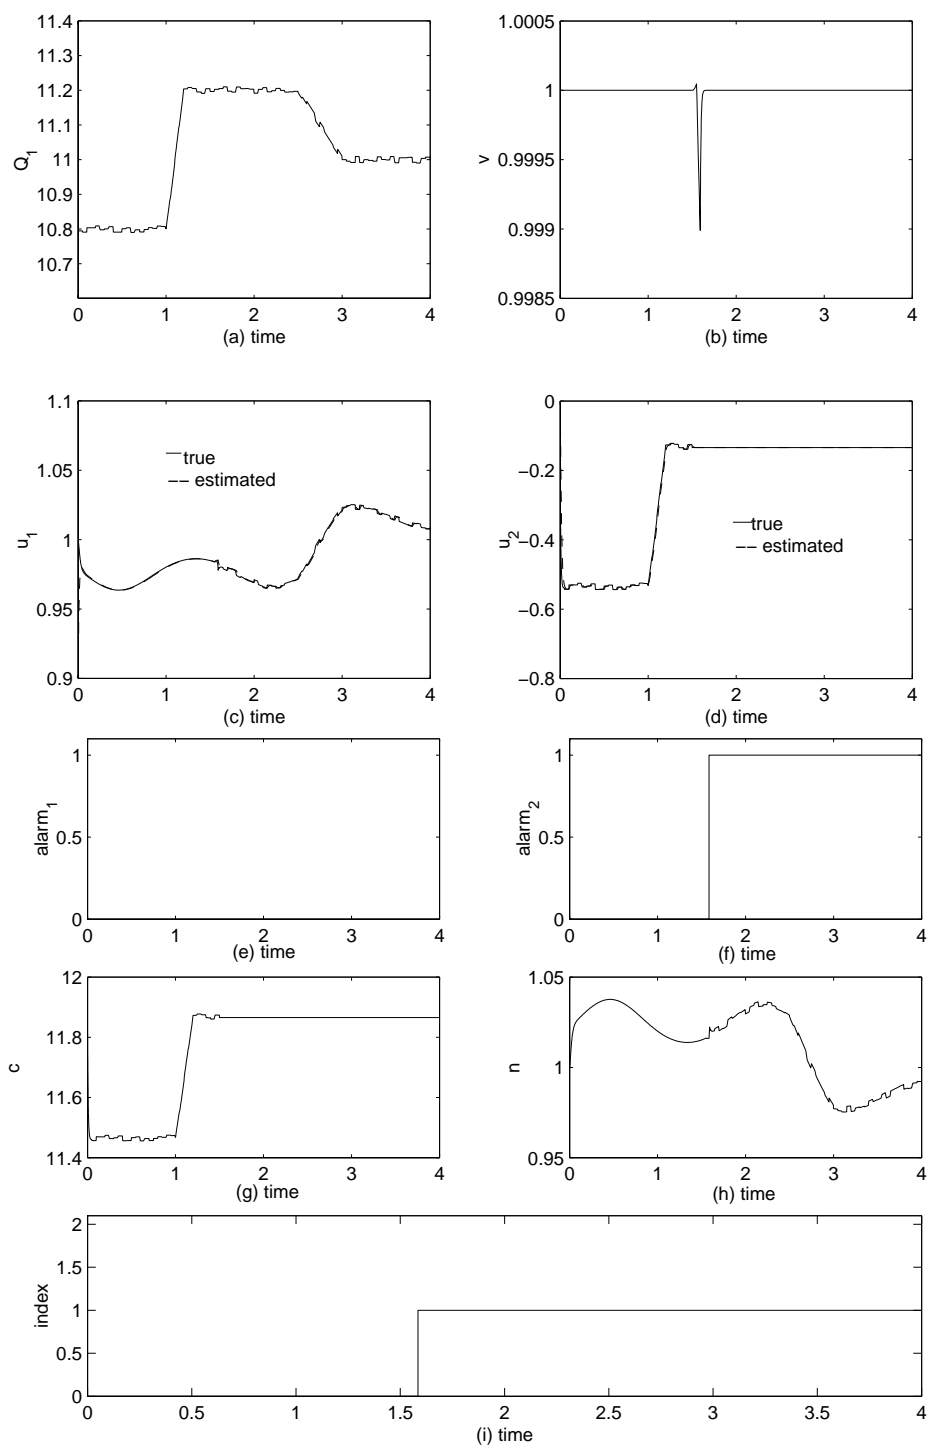 11.4
11.3
11.2
11.1
11
10.9
10.8
10.7
Q1
0 1 2 3 4
(a) time
1.0005
1
0.9995
0.999
0.9985
v
0 1 2 3 4
(b) time
1.1
1.05
1
0.95
0.9
u1
true
estimated
0 1 2 3 4
(c) time
0
−0.2
−0.4
−0.6
−0.8
u2
true
estimated
0 1 2 3 4
(d) time
1
0.5
0
alarm1
0 1 2 3 4
(e) time
1
0.5
0
alarm2
0 1 2 3 4
(f) time
12
11.8
11.6
11.4
c
0 1 2 3 4
(g) time
1.05
1
0.95
n
0 1 2 3 4
(h) time
2
1.5
1
0.5
0
index
0 0.5 1 1.5 2 2.5 3 3.5 4
(i) time